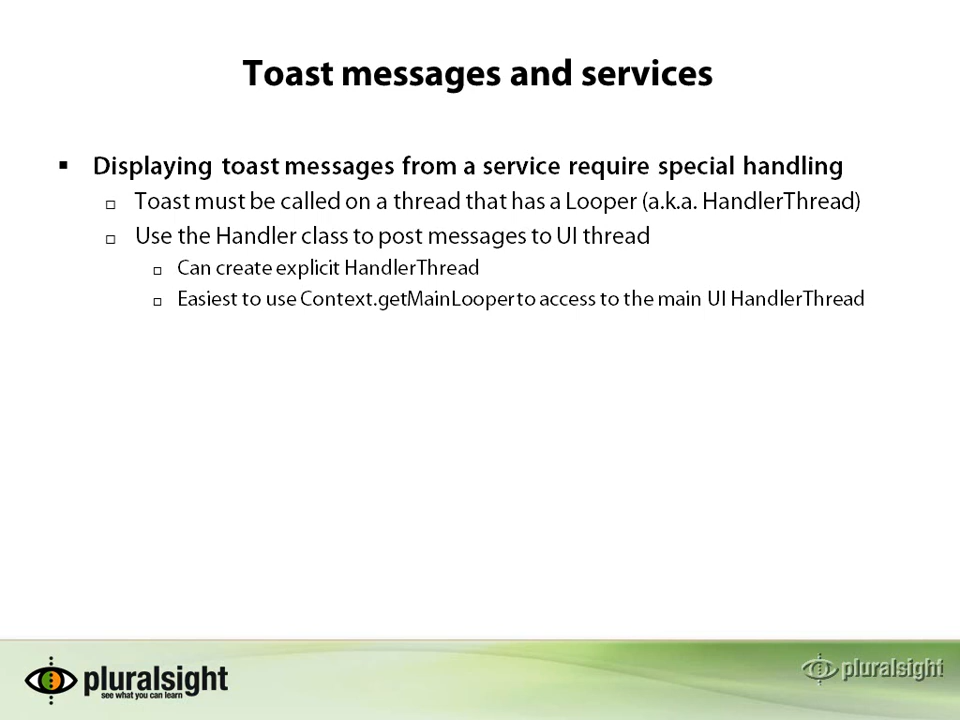 Toast messages and services
Displaying toast messages from a service require special handling
Toast must be called on a thread that has a Looper (a.k.a. HandlerThread)
Use the Handler class to post messages to UI thread
Can create explicit HandlerThread
Easiest to use Context.getMainLooper to access to the main UI HandlerThread
pluralsight
see what you can learn
pluralsight